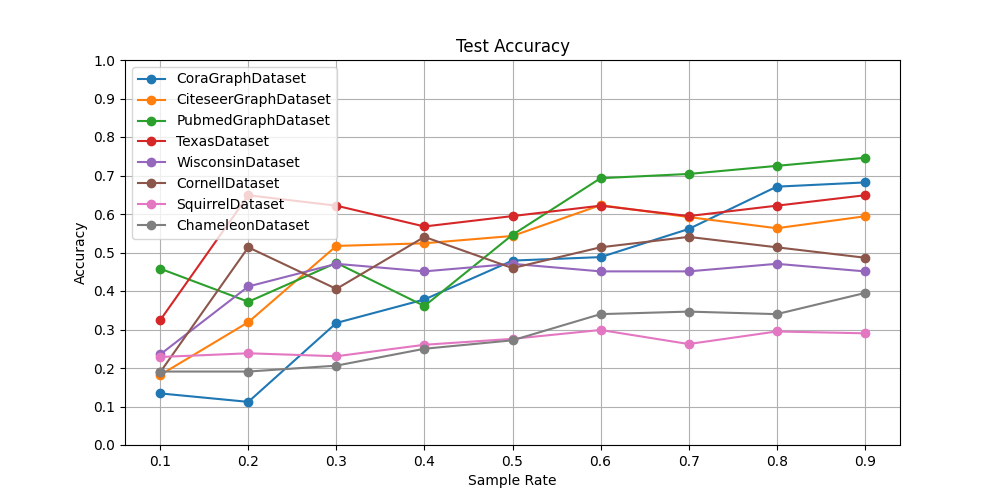 Test Accuracy
1.0
0.9
0.8
0.7
0.6
0.5
0.4
0.3
0.2
0.1
0.0
Accuracy
CoraGraphDataset
CiteseerGraphDataset
PubmedGraphDataset
TexasDataset
WisconsinDataset
CornellDataset
SquirrelDataset
ChameleonDataset
0.1 0.2 0.3 0.4 0.5 0.6 0.7 0.8 0.9
Sample Rate